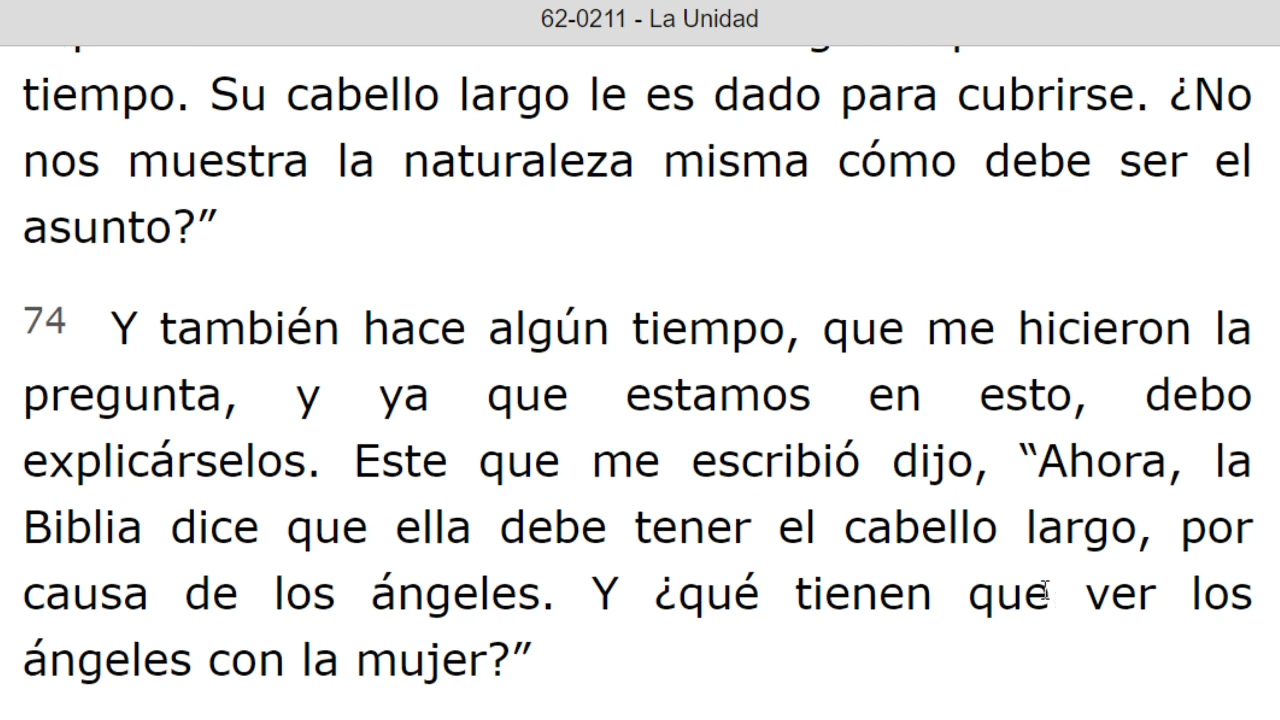 62-0211 - La Unidad
tiempo. Su cabello largo le es dado para cubrirse. ¿No
nos muestra la naturaleza misma cómo debe ser el
asunto?”
74 Y también hace algún tiempo, que me hicieron la
pregunta, y ya que estamos en esto, debo
explicárselos. Este que me escribió dijo, “Ahora, la
Biblia dice que ella debe tener el cabello largo, por
causa de los ángeles. Y ¿qué tienen que ver los
ángeles con la mujer?”